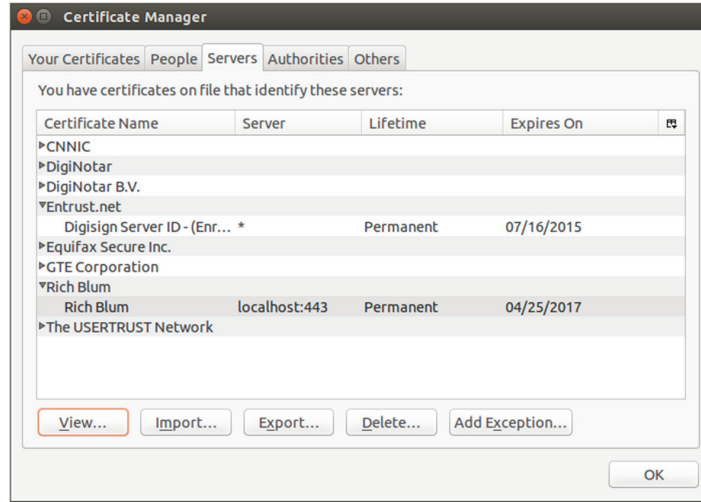 Certificate Manager
Your Certificates People Servers Authorities Others
You have certificates on file that identify these servers:
Certificate Name Server Lifetime Expires On
CNNIC
DigiNotar
DigiNotar B.V.
Entrust.net
Digisign Server ID - (Enr... * Permanent 07/16/2015
Equifax Secure Inc.
GTE Corporation
Rich Blum
Rich Blum localhost:443 Permanent 04/25/2017
The USERTRUST Network
View... Import... Export... Delete... Add Exception...
OK